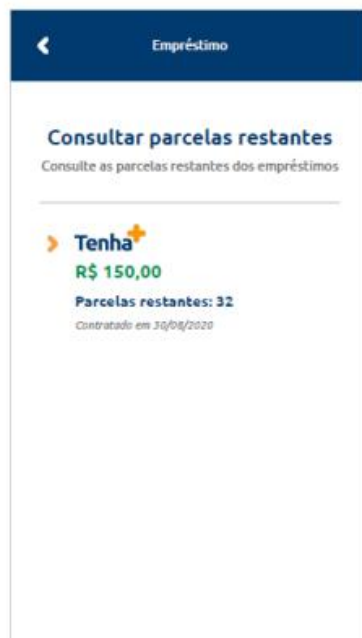 Empréstimo
Consultar parcelas restantes
Consulte as parcelas restantes dos empréstimos
Tenha+
R$ 150,00
Parcelas restantes: 32
Contratado em 30/08/2020